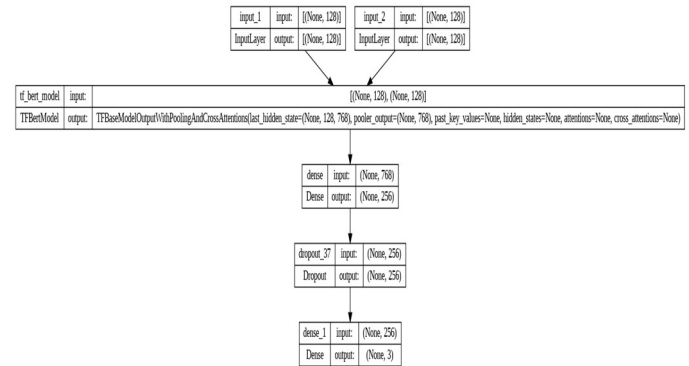 input_1 input: [(None, 128)] input_2 input: [(None, 128)]
InputLayer output: [(None, 128)] InputLayer output: [(None, 128)]
tf_bert_model input: [(None, 128), (None, 128)]
TFBertModel output: TFBaseModelOutputWithPoolingAndCrossAttentions(last_hidden_state=(None, 128, 768), pooler_output=(None, 768), past_key_values=None, hidden_states=None, attentions=None, cross_attentions=None)
dense input: (None, 768)
Dense output: (None, 256)
dropout_37 input: (None, 256)
Dropout output: (None, 256)
dense_1 input: (None, 256)
Dense output: (None, 3)